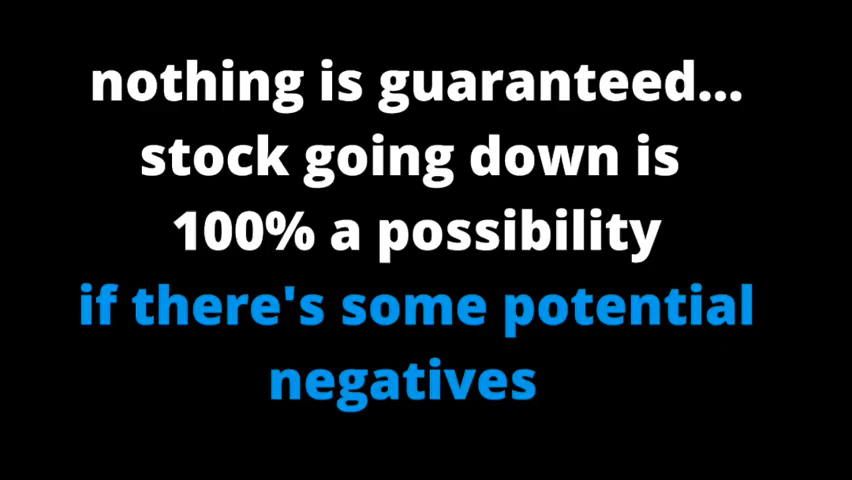 nothing is guaranteed...
stock going down is
100% a possibility
if there's some potential
negatives